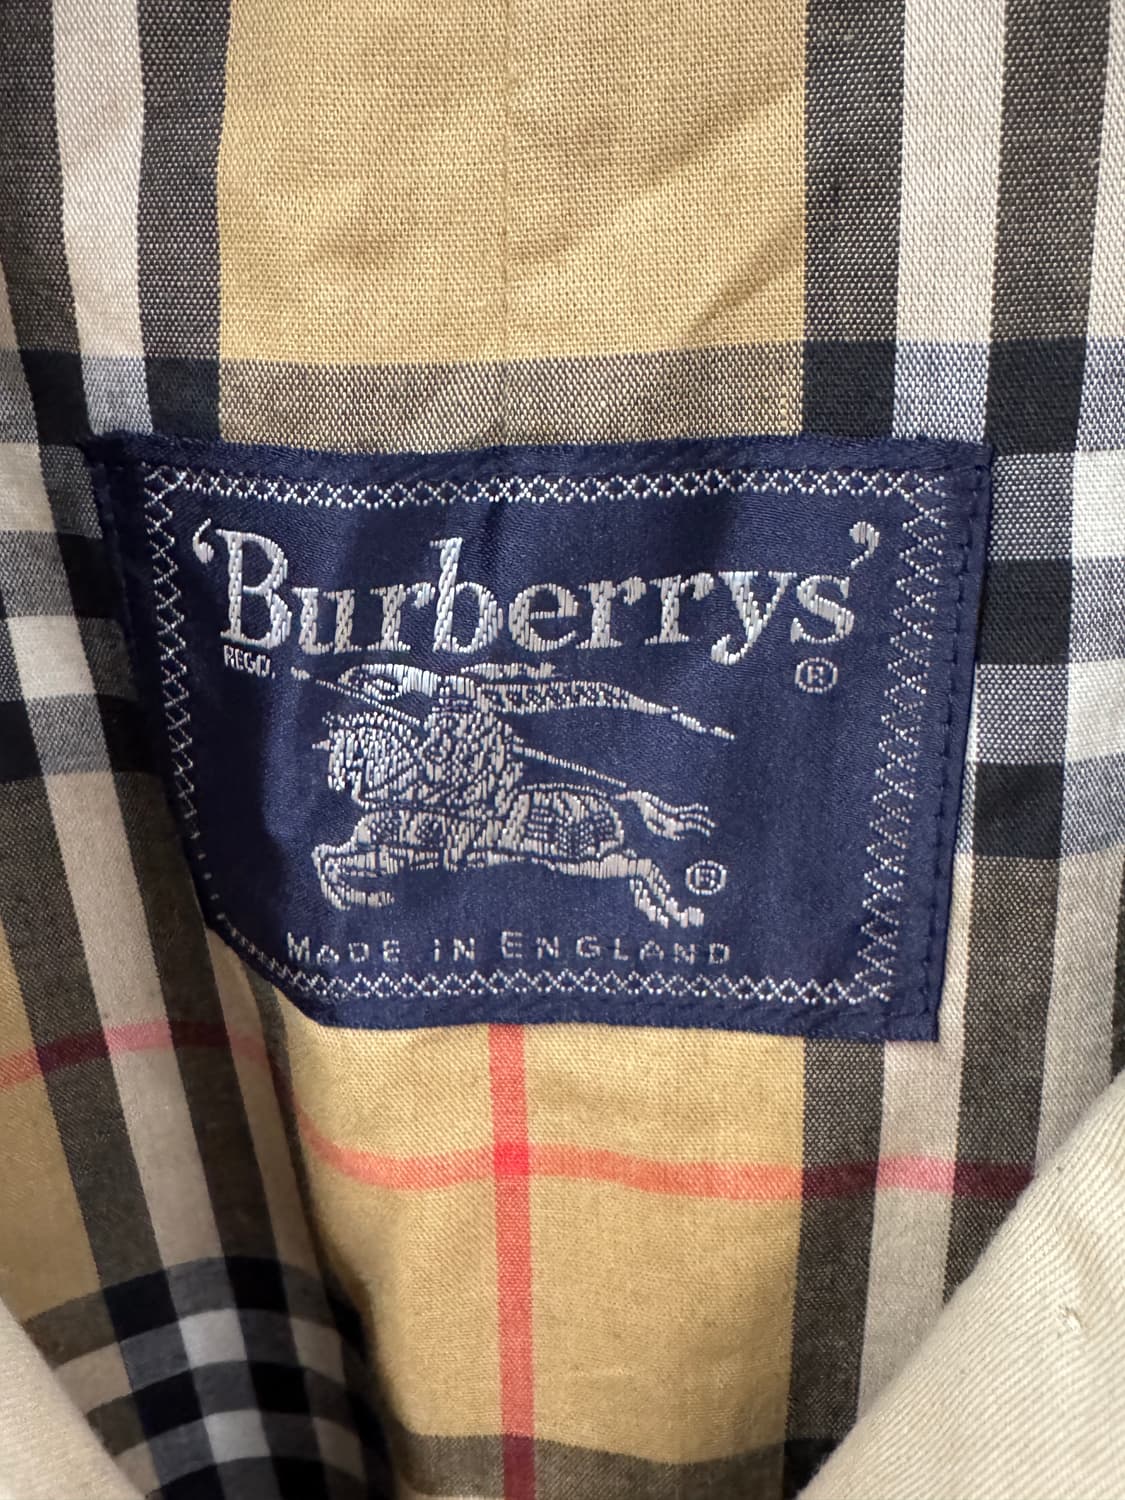 ‘Burberrys’
REGD. ®
®
MADE IN ENGLAND